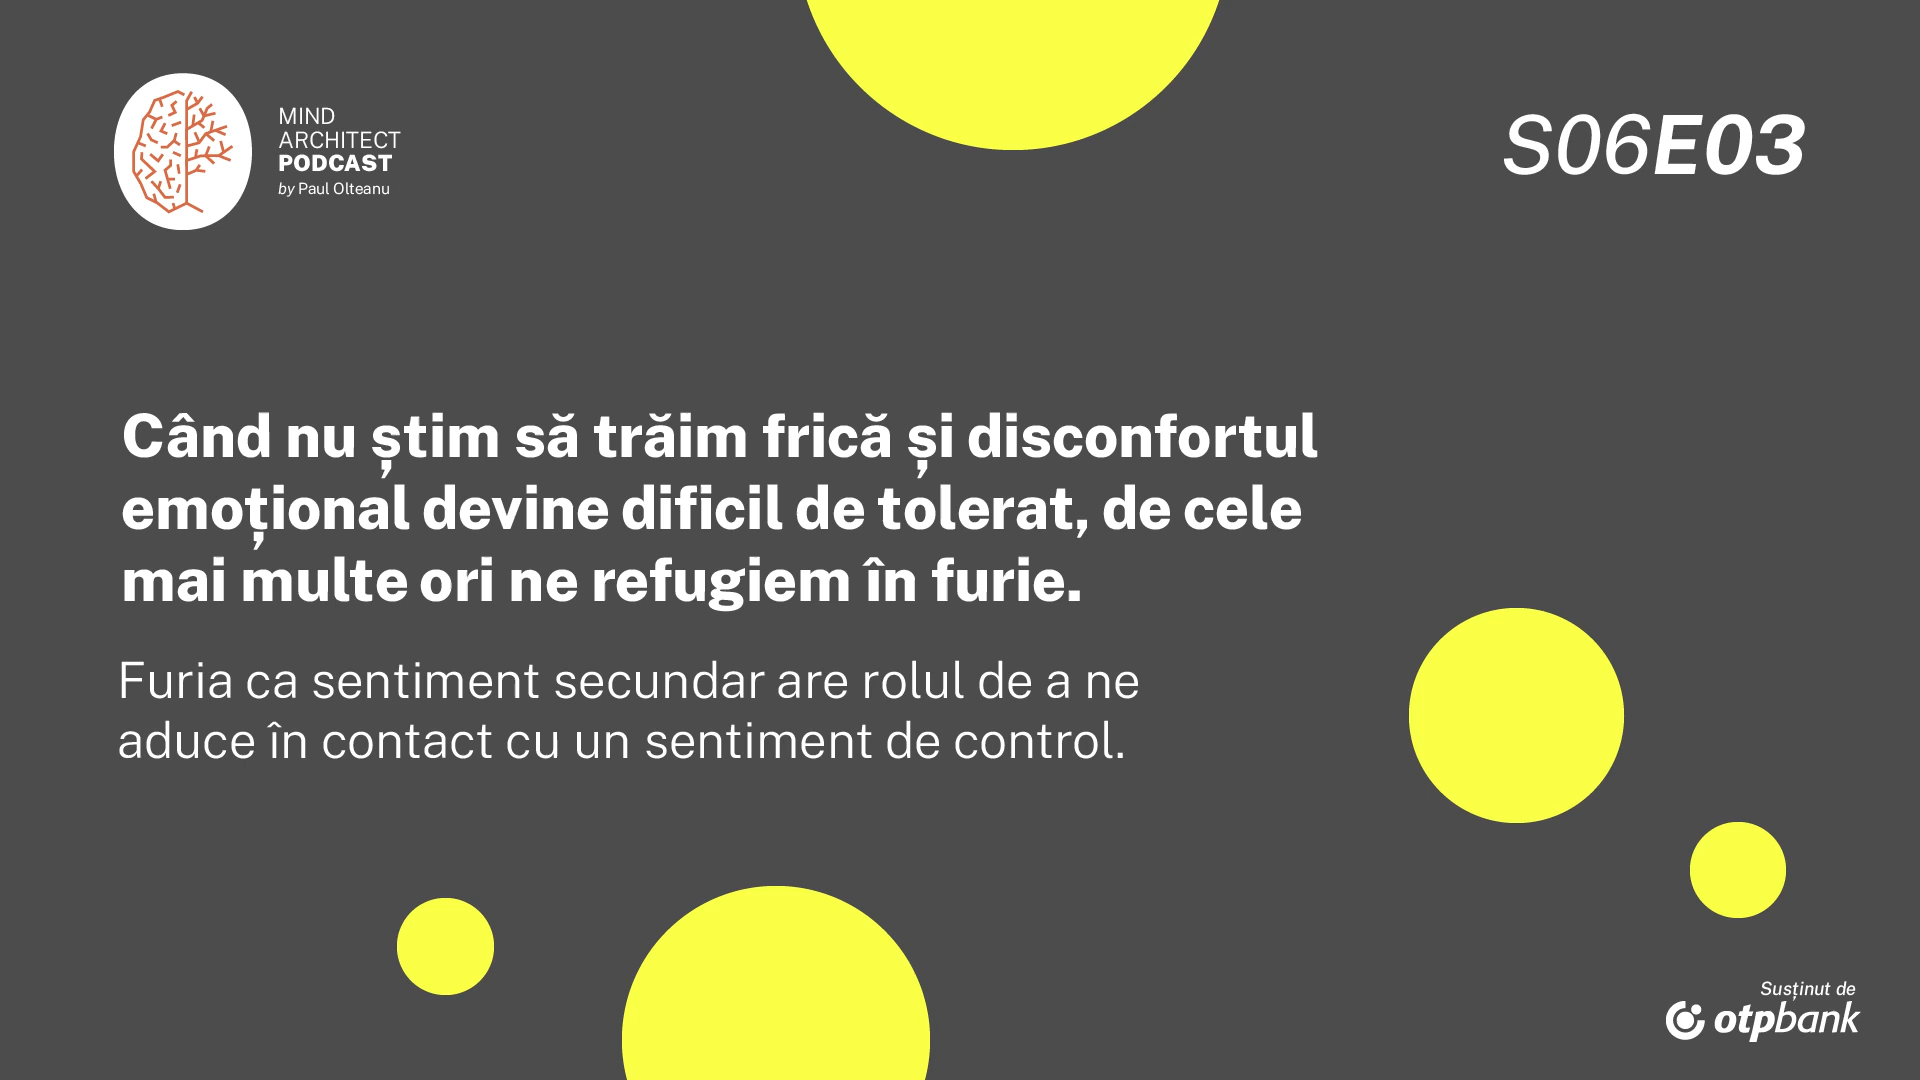 MIND
ARCHITECT
PODCAST
by Paul Olteanu
S06E03
Când nu știm să trăim frică și disconfortul
emoțional devine dificil de tolerat, de cele
mai multe ori ne refugiem în furie.
Furia ca sentiment secundar are rolul de a ne
aduce în contact cu un sentiment de control.
Susținut de
otpbank